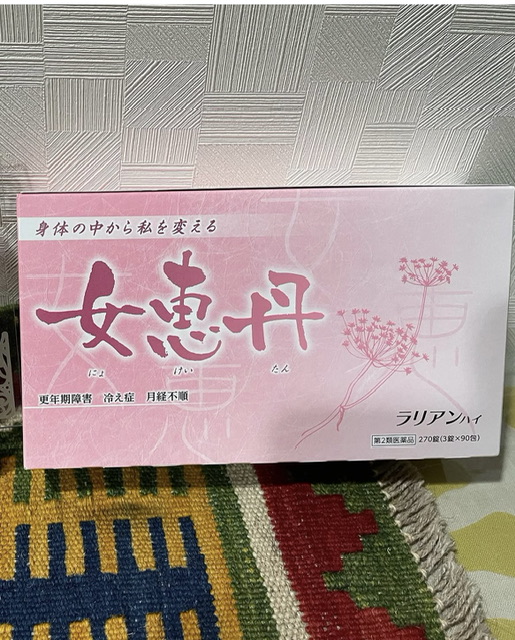 身体の中から私を変える
女恵丹
にょ けい たん
更年期障害 冷え症 月経不順
ラリアンハイ
第2類医薬品 270錠(3錠×90包)